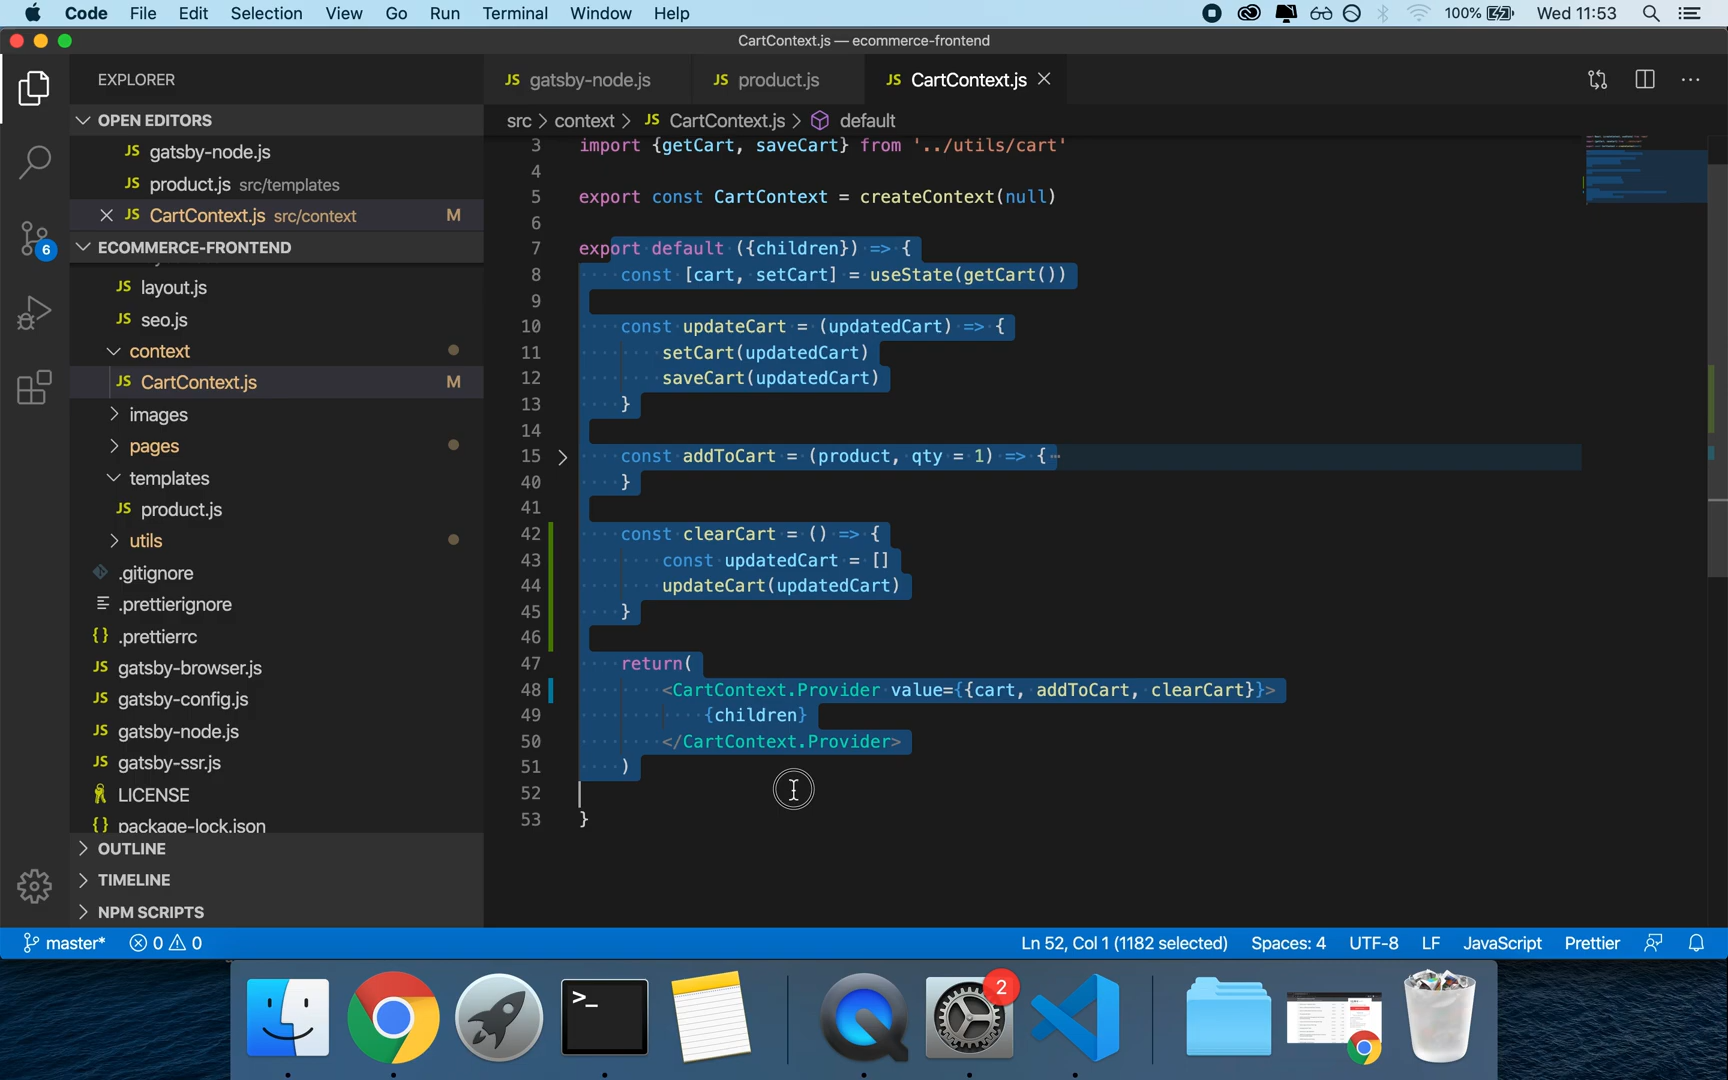 Code File Edit Selection View Go Run Terminal Window Help 100% Wed 11:53
CartContext.js — ecommerce-frontend
EXPLORER
OPEN EDITORS
JS gatsby-node.js
JS product.js src/templates
JS CartContext.js src/context M
ECOMMERCE-FRONTEND
JS layout.js
JS seo.js
context
JS CartContext.js M
images
pages
templates
JS product.js
utils
.gitignore
.prettierignore
{} .prettierrc
JS gatsby-browser.js
JS gatsby-config.js
JS gatsby-node.js
JS gatsby-ssr.js
LICENSE
{} package-lock.json
OUTLINE
TIMELINE
NPM SCRIPTS
6
JS gatsby-node.js JS product.js JS CartContext.js
src > context > JS CartContext.js > default
3 import {getCart, saveCart} from '../utils/cart'
4
5 export const CartContext = createContext(null)
6
7 export default ({children}) => {
8 const [cart, setCart] = useState(getCart())
9
10 const updateCart = (updatedCart) => {
11 setCart(updatedCart)
12 saveCart(updatedCart)
13 }
14
15 const addToCart = (product, qty = 1) => {…
40 }
41
42 const clearCart = () => {
43 const updatedCart = []
44 updateCart(updatedCart)
45 }
46
47 return(
48 <CartContext.Provider value={{cart, addToCart, clearCart}}>
49 {children}
50 </CartContext.Provider>
51 )
52
53 }
master* 0 0 Ln 52, Col 1 (1182 selected) Spaces: 4 UTF-8 LF JavaScript Prettier
>_
2